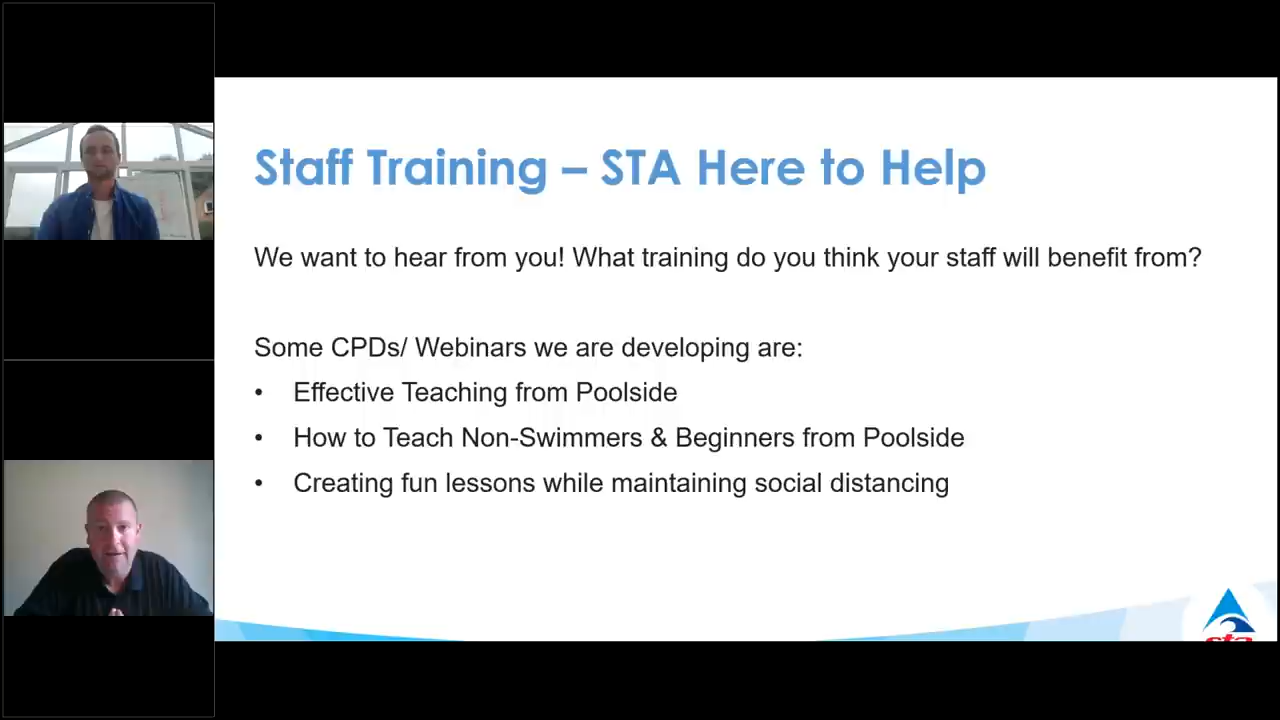 Staff Training – STA Here to Help
We want to hear from you! What training do you think your staff will benefit from?
Some CPDs/ Webinars we are developing are:
• Effective Teaching from Poolside
• How to Teach Non-Swimmers & Beginners from Poolside
• Creating fun lessons while maintaining social distancing
sta